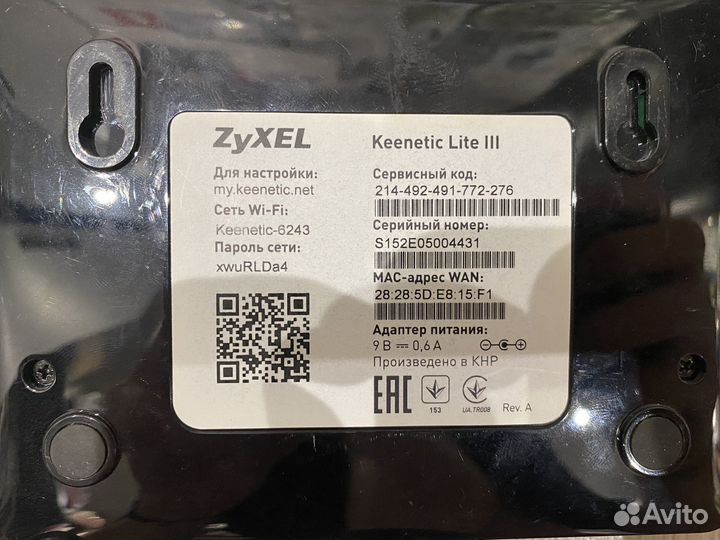 ZyXEL
Keenetic Lite III
Для настройки:
my.keenetic.net
Сеть Wi-Fi:
Keenetic-6243
Пароль сети:
xwuRLDa4
Сервисный код:
214-492-491-772-276
Серийный номер:
S152E05004431
MAC-адрес WAN:
28:28:5D:E8:15:F1
Адаптер питания:
9 В ⎓ 0,6 А
Произведено в КНР
EAC
153
UA.TR008
Rev. A
Avito